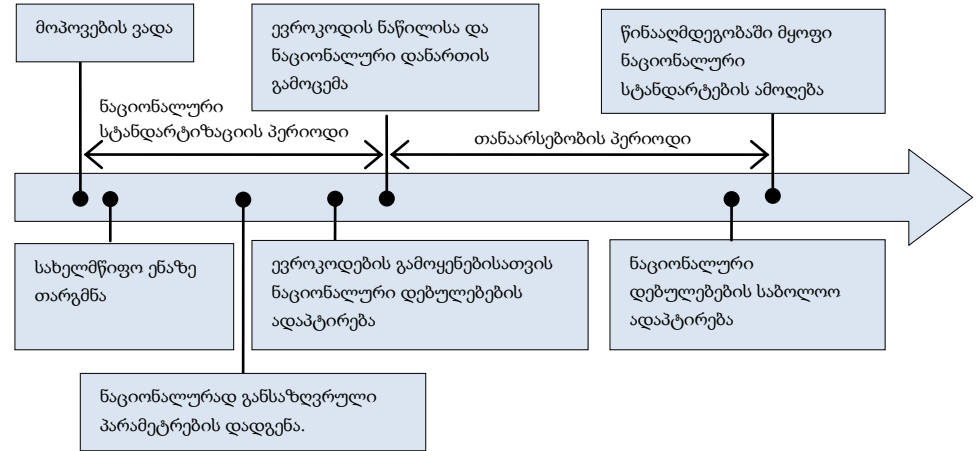 მოპოვების ვადა
ევროკოდის ნაწილისა და
ნაციონალური დანართის
გამოცემა
წინააღმდეგობაში მყოფი
ნაციონალური
სტანდარტების ამოღება
ნაციონალური
სტანდარტიზაციის პერიოდი
თანაარსებობის პერიოდი
სახელმწიფო ენაზე
თარგმნა
ევროკოდების გამოყენებისათვის
ნაციონალური დებულებების
ადაპტირება
ნაციონალური
დებულებების საბოლოო
ადაპტირება
ნაციონალურად განსაზღვრული
პარამეტრების დადგენა.